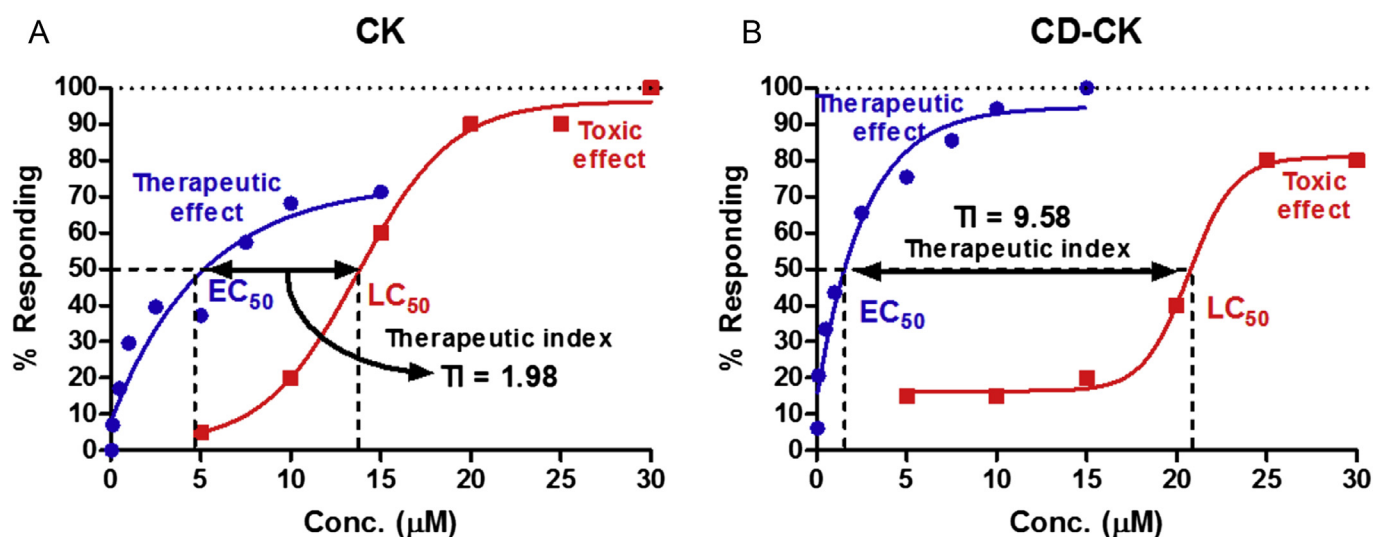 A
CK
% Responding
100
90
80
70
60
50
40
30
20
10
0
Therapeutic
effect
Toxic
effect
EC50
LC50
Therapeutic index
TI = 1.98
0 5 10 15 20 25 30
Conc. (μM)
B
CD-CK
% Responding
100
90
80
70
60
50
40
30
20
10
0
Therapeutic
effect
TI = 9.58
Therapeutic index
Toxic
effect
EC50
LC50
0 5 10 15 20 25 30
Conc. (μM)